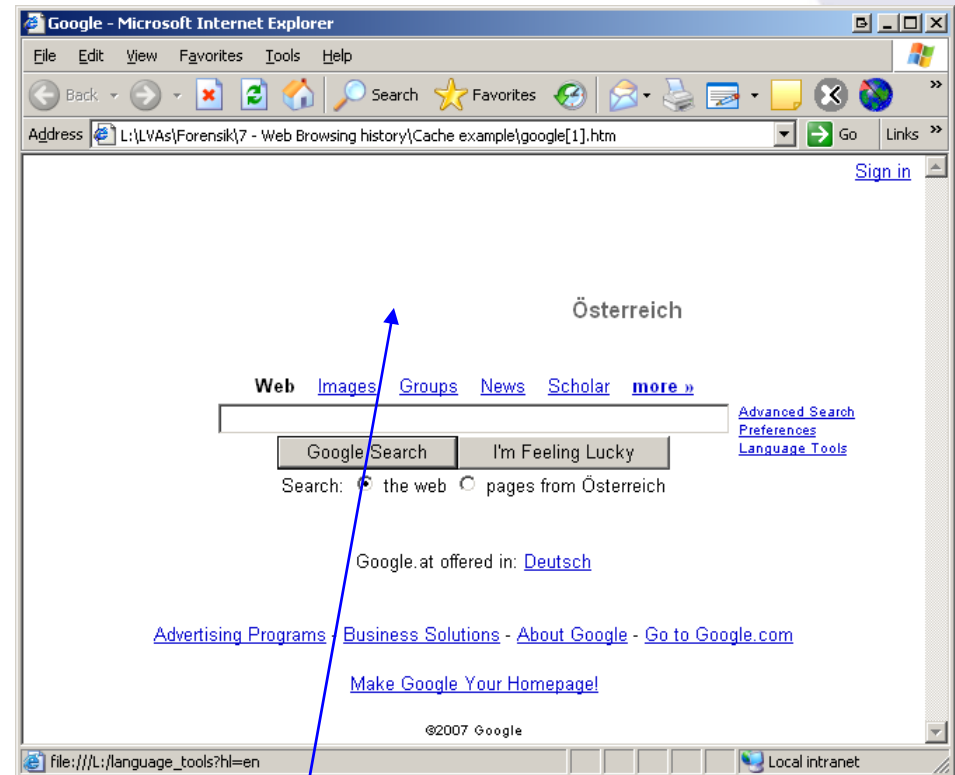 Google - Microsoft Internet Explorer
File Edit View Favorites Tools Help
Back Search Favorites »
Address L:\LVAs\Forensik\7 - Web Browsing history\Cache example\google[1].htm Go Links »
Sign in
Österreich
Web Images Groups News Scholar more »
Advanced Search
Preferences
Language Tools
Google Search I'm Feeling Lucky
Search: the web pages from Österreich
Google.at offered in: Deutsch
Advertising Programs - Business Solutions - About Google - Go to Google.com
Make Google Your Homepage!
©2007 Google
file:///L:/language_tools?hl=en Local intranet